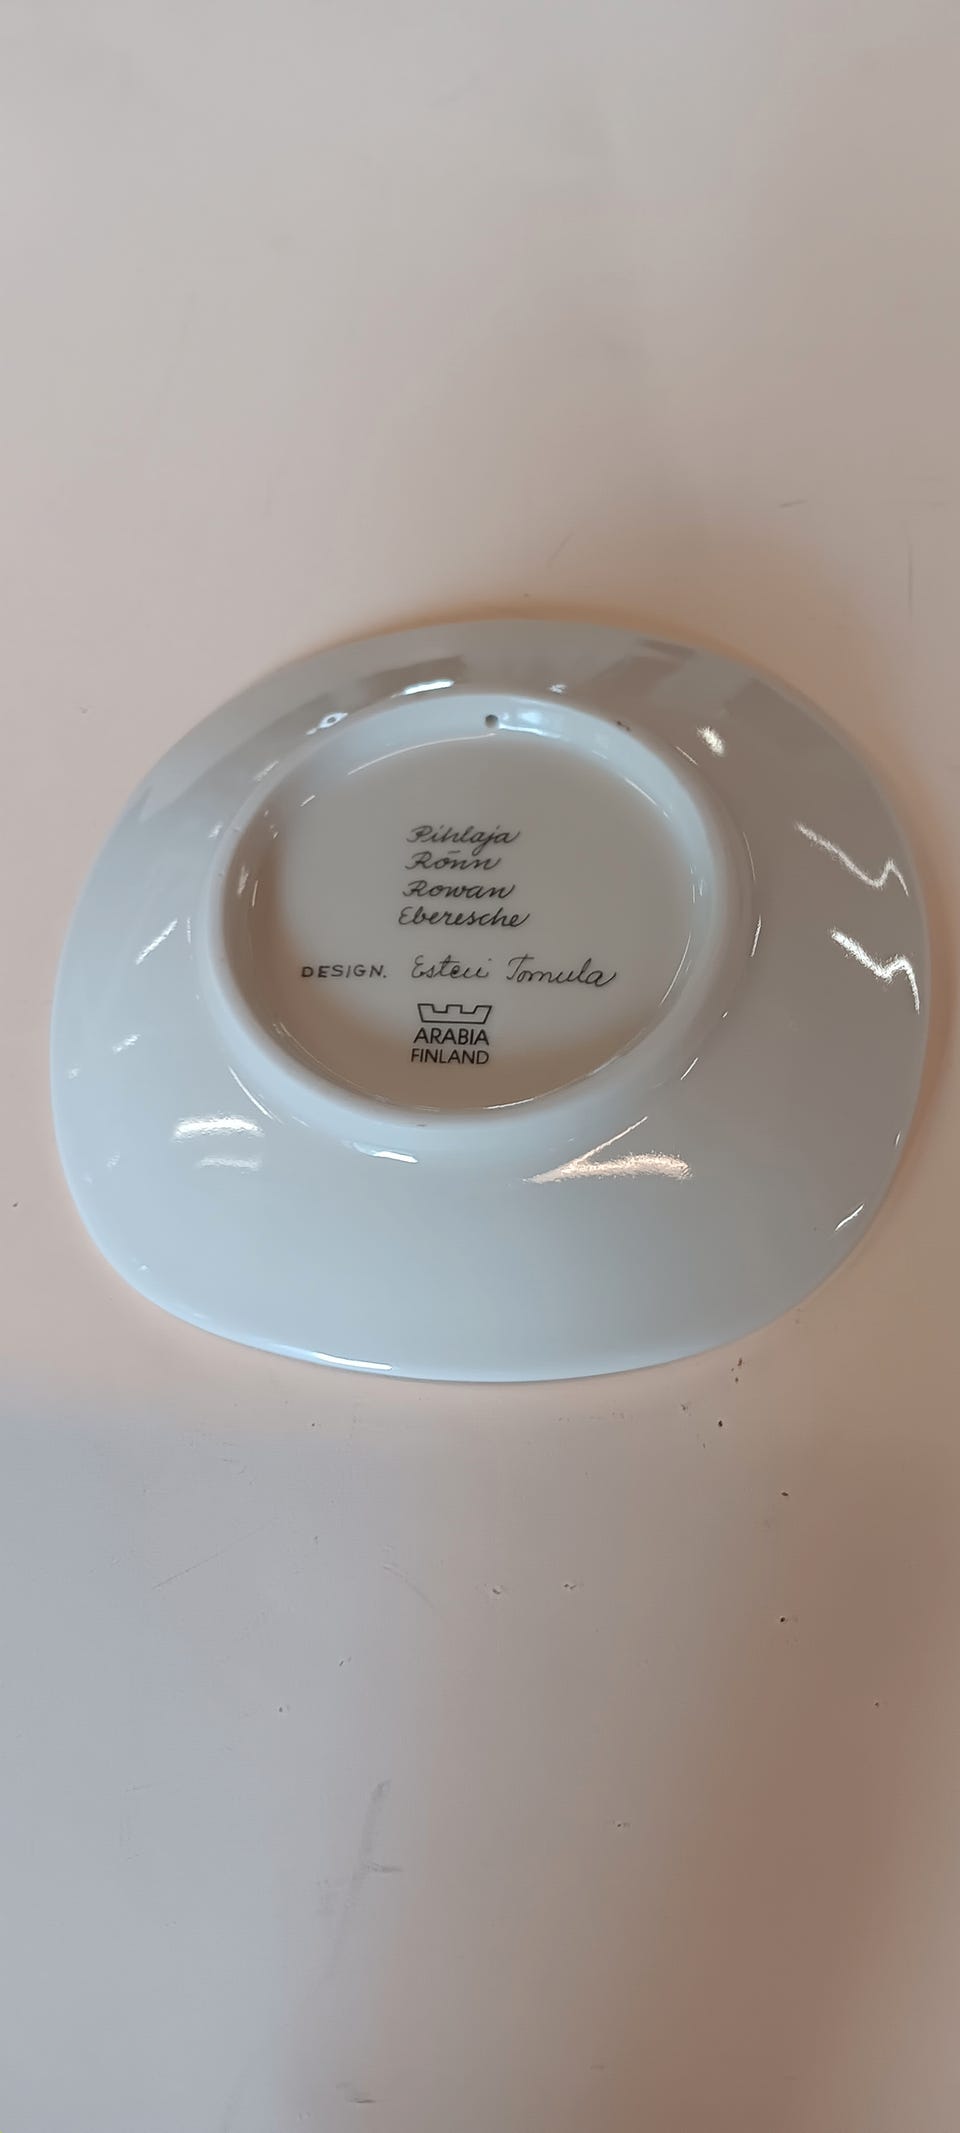 Pihlaja
Rönn
Rowan
Eberesche
DESIGN. Esteri Tomula
ARABIA
FINLAND